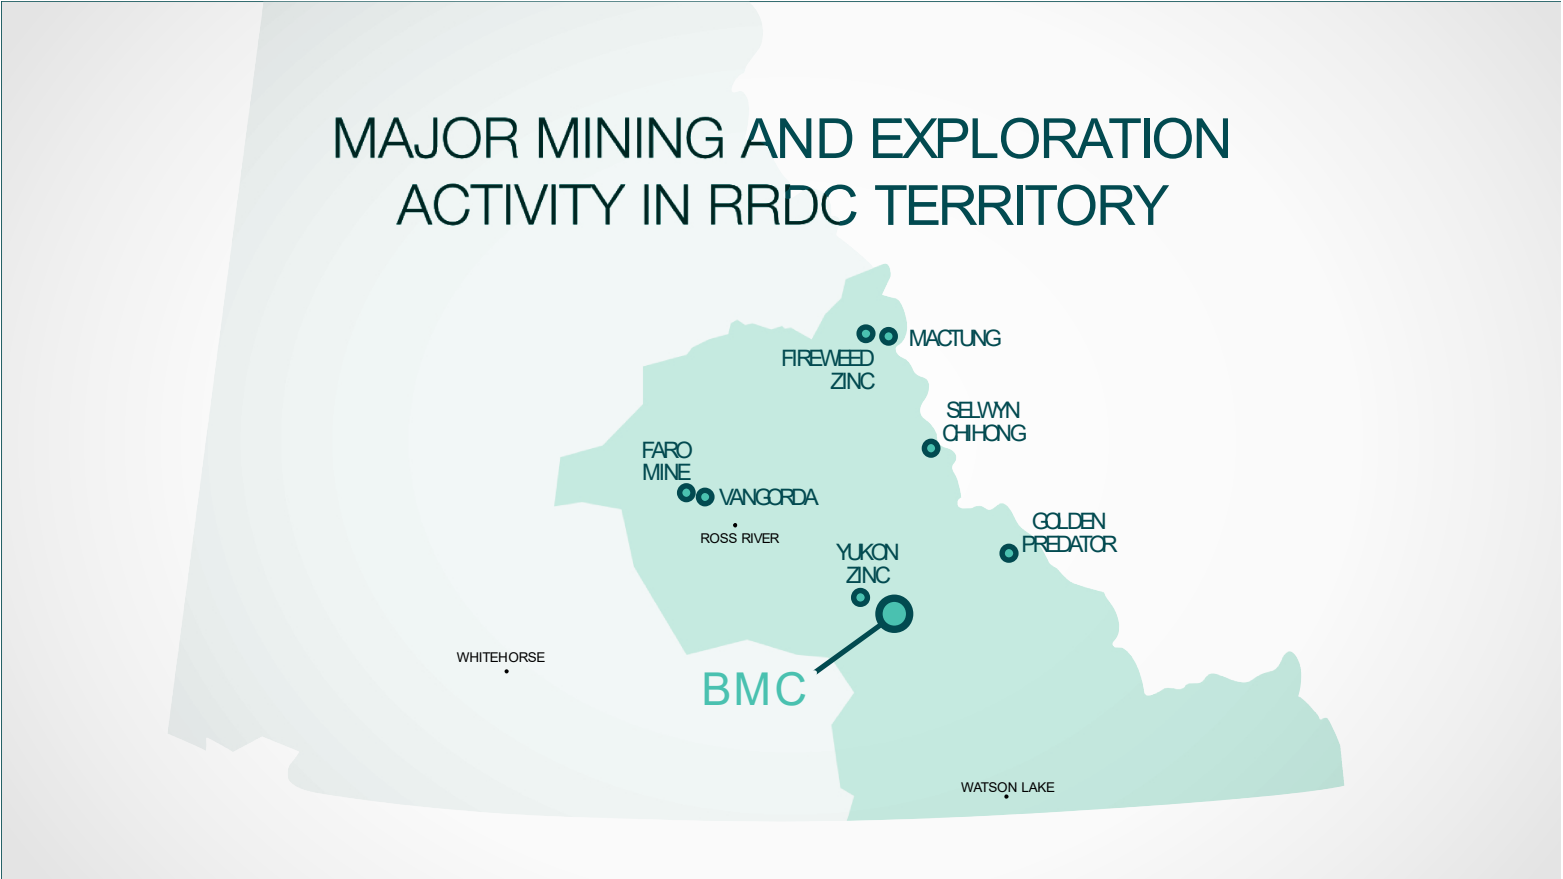 MAJOR MINING AND EXPLORATION
ACTIVITY IN RRDC TERRITORY
MACTUNG
FIREWEED
ZINC
SELWYN
CHIHONG
FARO
MINE
VANGORDA
ROSS RIVER
GOLDEN
PREDATOR
YUKON
ZINC
WHITEHORSE
BMC
WATSON LAKE